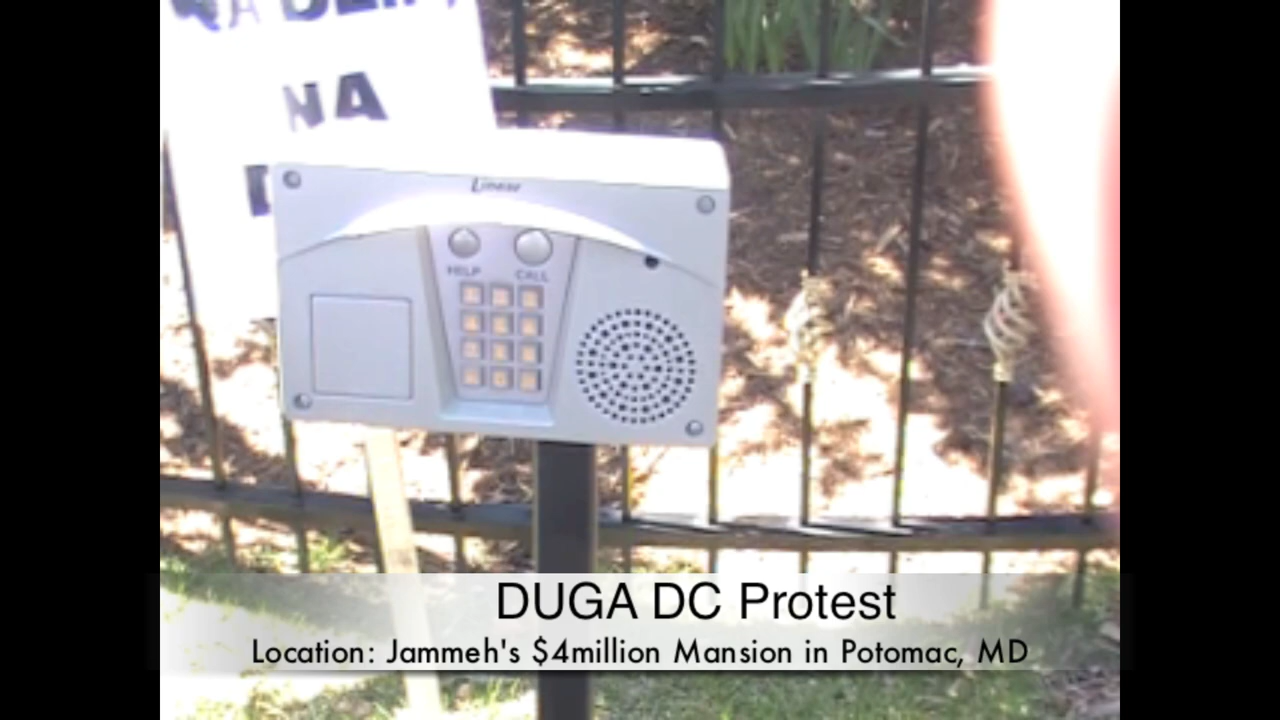 NA
Linear
HELP CALL
DUGA DC Protest
Location: Jammeh's $4million Mansion in Potomac, MD